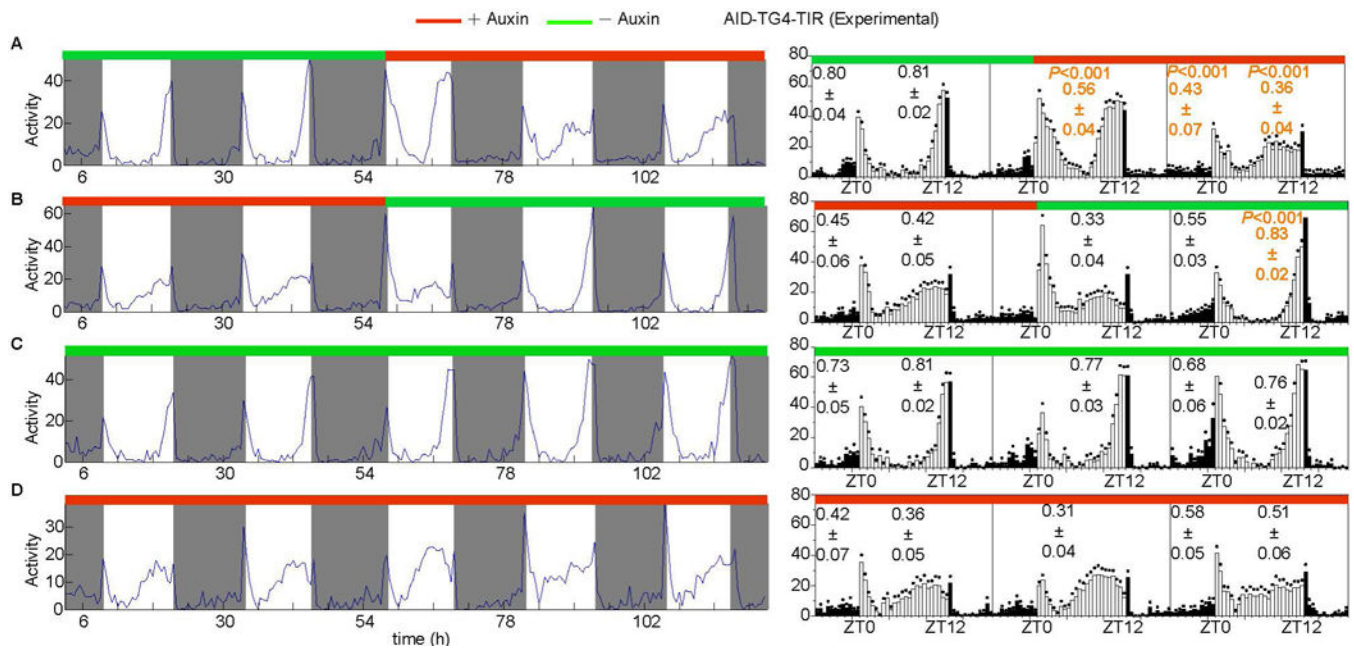 + Auxin − Auxin AID-TG4-TIR (Experimental)
A
Activity
40
20
0
6 30 54 78 102
80
60
40
20
0
0.80 ± 0.04
0.81 ± 0.02
P<0.001 0.56 ± 0.04
P<0.001 0.43 ± 0.07
P<0.001 0.36 ± 0.04
ZT0 ZT12 ZT0 ZT12 ZT0 ZT12
B
Activity
60
40
20
0
6 30 54 78 102
80
60
40
20
0
0.45 ± 0.06
0.42 ± 0.05
0.33 ± 0.04
0.55 ± 0.03
P<0.001 0.83 ± 0.02
ZT0 ZT12 ZT0 ZT12 ZT0 ZT12
C
Activity
40
20
0
6 30 54 78 102
80
60
40
20
0
0.73 ± 0.05
0.81 ± 0.02
0.77 ± 0.03
0.68 ± 0.06
0.76 ± 0.02
ZT0 ZT12 ZT0 ZT12 ZT0 ZT12
D
Activity
30
20
10
0
6 30 54 78 102
time (h)
80
60
40
20
0
0.42 ± 0.07
0.36 ± 0.05
0.31 ± 0.04
0.58 ± 0.05
0.51 ± 0.06
ZT0 ZT12 ZT0 ZT12 ZT0 ZT12